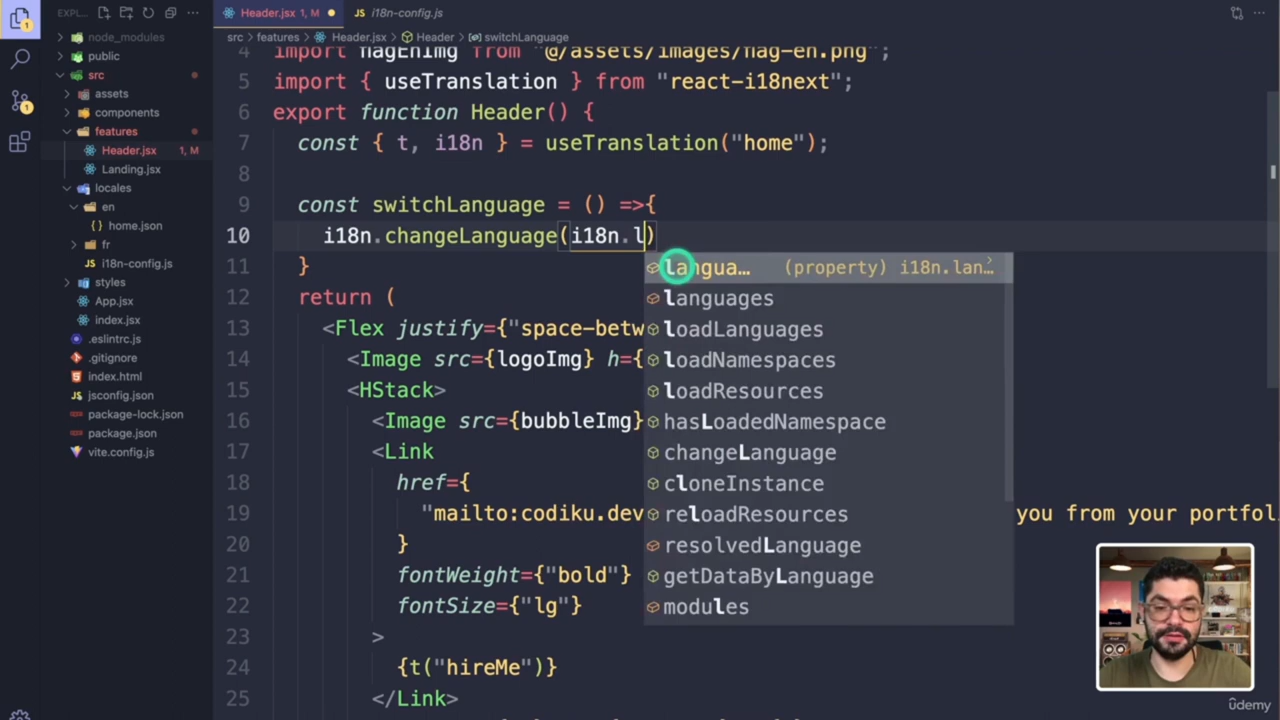 EXPL...
Header.jsx 1, M
JS i18n-config.js
node_modules
public
src
assets
components
features
Header.jsx 1, M
Landing.jsx
locales
en
home.json
fr
JS i18n-config.js
styles
App.jsx
index.jsx
.eslintrc.js
.gitignore
index.html
JS jsconfig.json
package-lock.json
package.json
vite.config.js
1
1
src > features > Header.jsx > Header > switchLanguage
4 import flagEnImg from "@/assets/images/flag-en.png";
5 import { useTranslation } from "react-i18next";
6 export function Header() {
7 const { t, i18n } = useTranslation("home");
8
9 const switchLanguage = () =>{
10 i18n.changeLanguage(i18n.l)
11 }
12 return (
13 <Flex justify={"space-betw
14 <Image src={logoImg} h={
15 <HStack>
16 <Image src={bubbleImg}
17 <Link
18 href={
19 "mailto:codiku.dev you from your portfol
20 }
21 fontWeight={"bold"}
22 fontSize={"lg"}
23 >
24 {t("hireMe")}
25 </Link>
langua… (property) i18n.lan…
languages
loadLanguages
loadNamespaces
loadResources
hasLoadedNamespace
changeLanguage
cloneInstance
reloadResources
resolvedLanguage
getDataByLanguage
modules
udemy